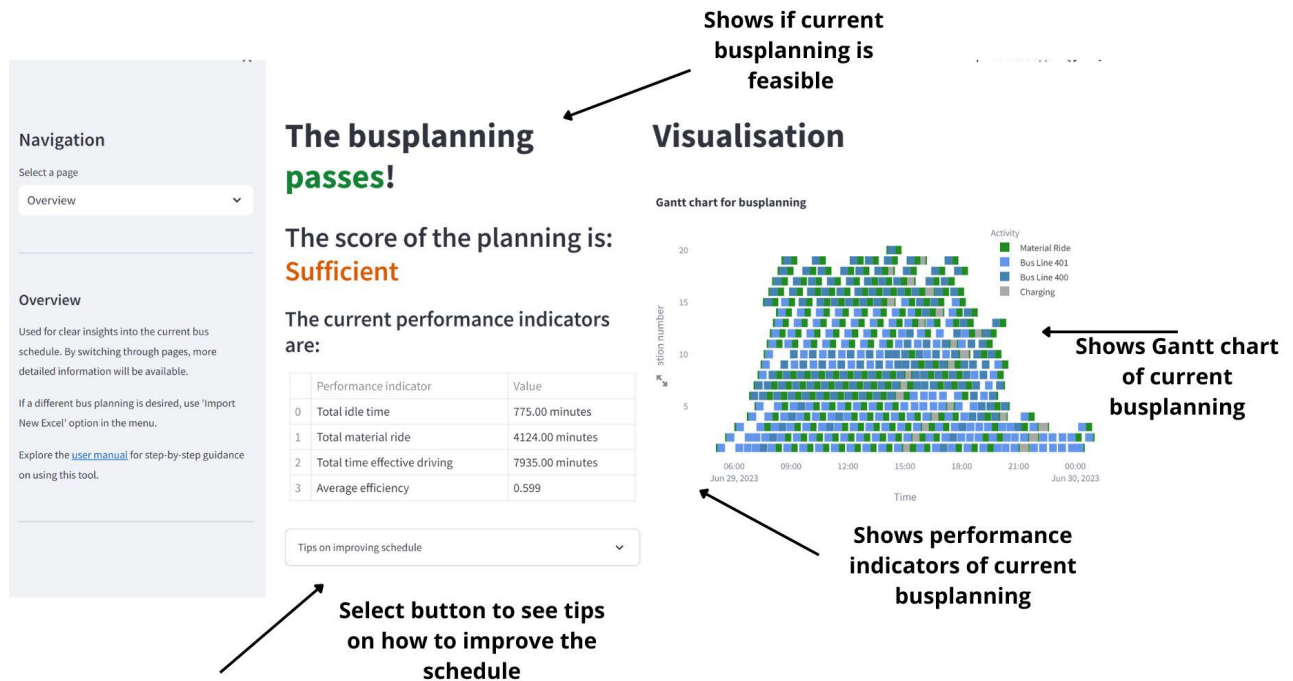 Shows if current
busplanning is
feasible
Navigation
Select a page
Overview
Overview
Used for clear insights into the current bus
schedule. By switching through pages, more
detailed information will be available.
If a different bus planning is desired, use 'Import
New Excel' option in the menu.
Explore the user manual for step-by-step guidance
on using this tool.
The busplanning
passes!
The score of the planning is:
Sufficient
The current performance indicators
are:
Performance indicator Value
0 Total idle time 775.00 minutes
1 Total material ride 4124.00 minutes
2 Total time effective driving 7935.00 minutes
3 Average efficiency 0.599
Tips on improving schedule
Select button to see tips
on how to improve the
schedule
Visualisation
Gantt chart for busplanning
Activity
Material Ride
Bus Line 401
Bus Line 400
Charging
20
15
10
5
ation number
06:00 09:00 12:00 15:00 18:00 21:00 00:00
Jun 29, 2023 Jun 30, 2023
Time
Shows Gantt chart
of current
busplanning
Shows performance
indicators of current
busplanning